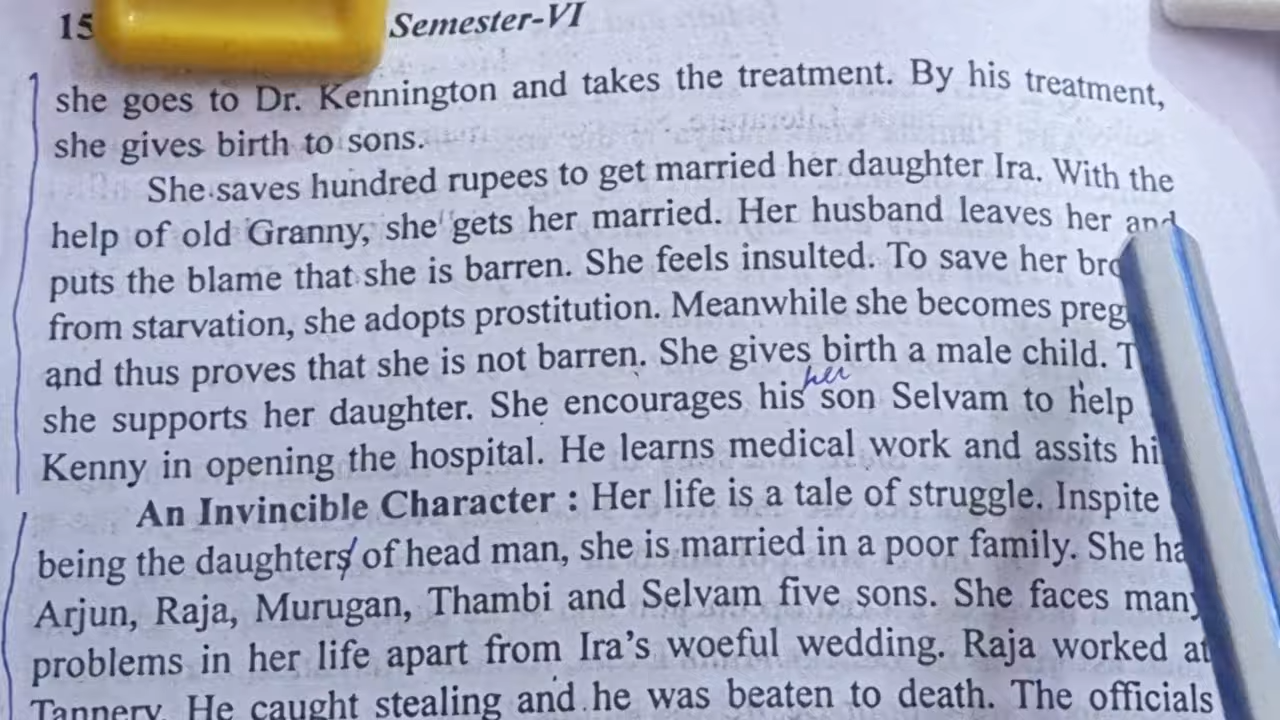 15
Semester-VI
she goes to Dr. Kennington and takes the treatment. By his treatment,
she gives birth to sons.
She saves hundred rupees to get married her daughter Ira. With the
help of old Granny, she gets her married. Her husband leaves her and
puts the blame that she is barren. She feels insulted. To save her
from starvation, she adopts prostitution. Meanwhile she becomes
and thus proves that she is not barren. She gives birth a male child.
her
she supports her daughter. She encourages his son Selvam to help
Kenny in opening the hospital. He learns medical work and assits
An Invincible Character : Her life is a tale of struggle. Inspite
being the daughters of head man, she is married in a poor family. She
Arjun, Raja, Murugan, Thambi and Selvam five sons. She faces many
problems in her life apart from Ira's woeful wedding. Raja worked at
Tannery. He caught stealing and he was beaten to death. The officials